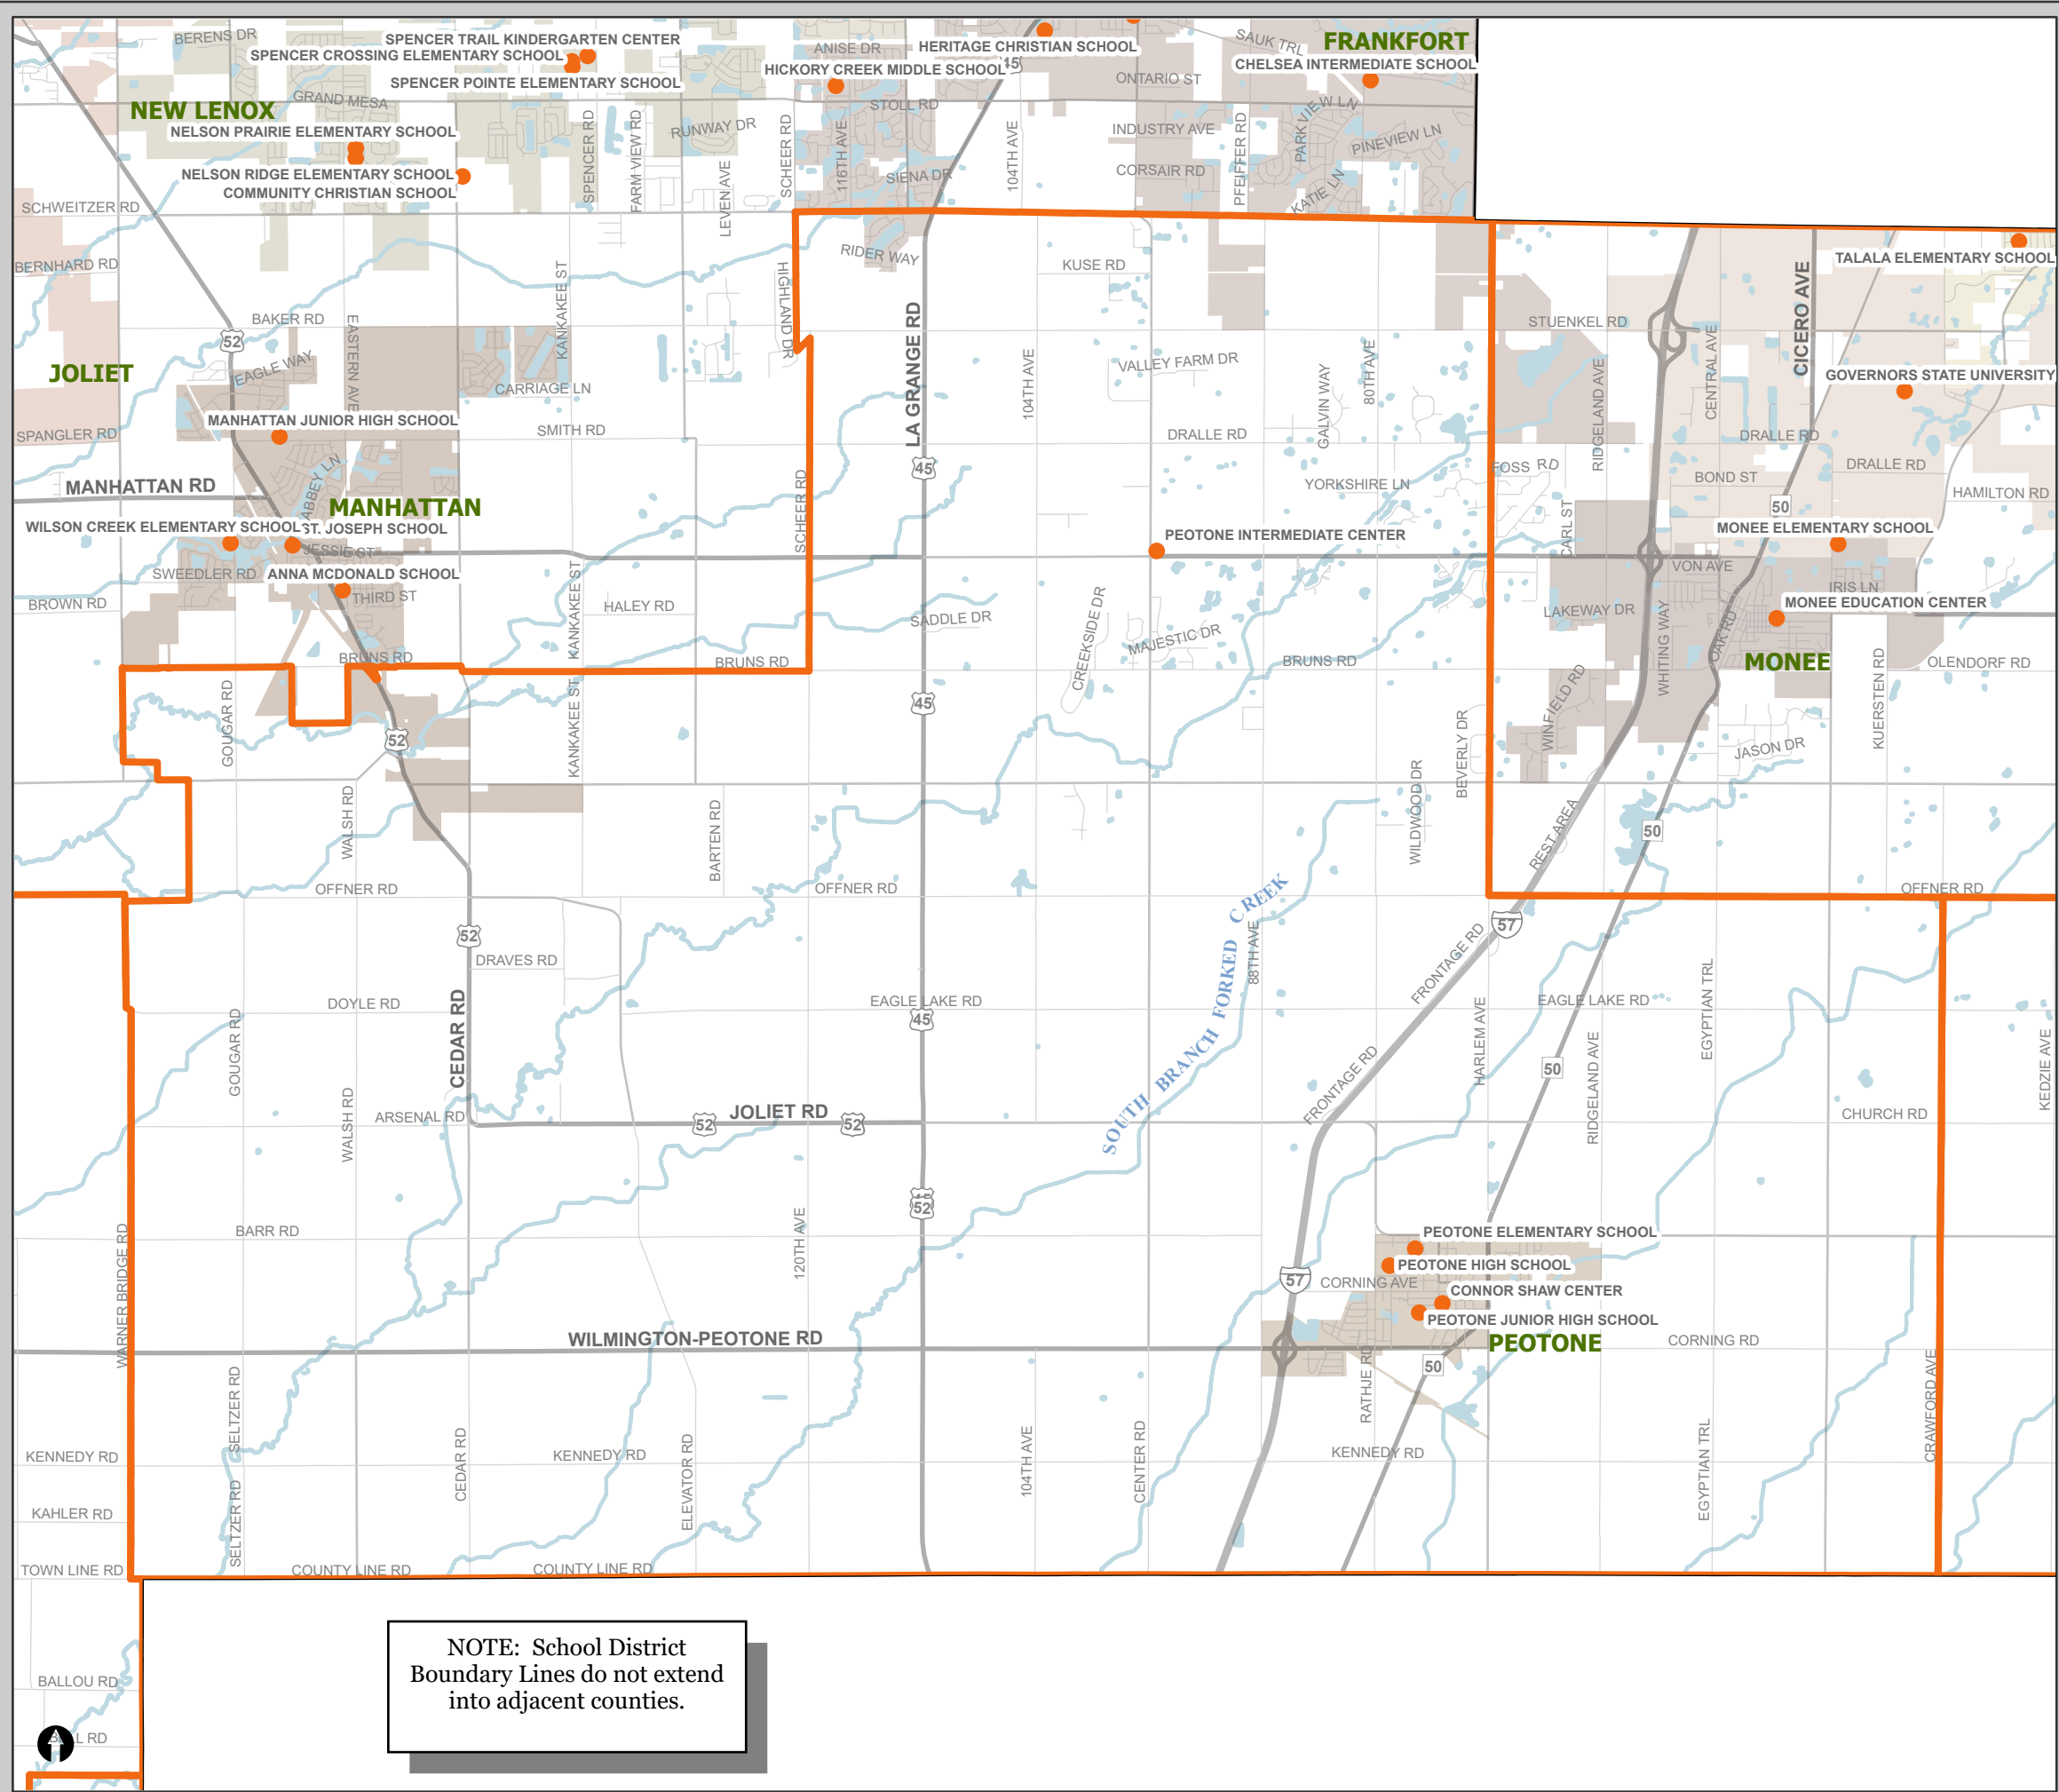 BERENS DR
SPENCER TRAIL KINDERGARTEN CENTER
SPENCER CROSSING ELEMENTARY SCHOOL
SPENCER POINTE ELEMENTARY SCHOOL
ANISE DR
HERITAGE CHRISTIAN SCHOOL
HICKORY CREEK MIDDLE SCHOOL
45
SAUK TRL
FRANKFORT
CHELSEA INTERMEDIATE SCHOOL
ONTARIO ST
GRAND MESA
NEW LENOX
STOLL RD
PARK VIEW LN
NELSON PRAIRIE ELEMENTARY SCHOOL
SPENCER RD
FARM VIEW RD
RUNWAY DR
SCHEER RD
116TH AVE
104TH AVE
INDUSTRY AVE
PFEIFFER RD
PINEVIEW LN
NELSON RIDGE ELEMENTARY SCHOOL
COMMUNITY CHRISTIAN SCHOOL
LEVEN AVE
SIENA DR
CORSAIR RD
KATIE LN
SCHWEITZER RD
BERNHARD RD
KANKAKEE ST
HIGHLAND DR
RIDER WAY
KUSE RD
TALALA ELEMENTARY SCHOOL
CICERO AVE
BAKER RD
52
EASTERN AVE
EAGLE WAY
LA GRANGE RD
STUENKEL RD
CENTRAL AVE
JOLIET
CARRIAGE LN
104TH AVE
VALLEY FARM DR
GALVIN WAY
80TH AVE
RIDGELAND AVE
GOVERNORS STATE UNIVERSITY
MANHATTAN JUNIOR HIGH SCHOOL
SPANGLER RD
SMITH RD
DRALLE RD
DRALLE RD
45
FOSS RD
DRALLE RD
MANHATTAN RD
ABBEY LN
SCHEER RD
YORKSHIRE LN
BOND ST
HAMILTON RD
50
MANHATTAN
WILSON CREEK ELEMENTARY SCHOOL
ST. JOSEPH SCHOOL
JESSIE ST
PEOTONE INTERMEDIATE CENTER
CARL ST
MONEE ELEMENTARY SCHOOL
SWEEDLER RD
ANNA MCDONALD SCHOOL
VON AVE
THIRD ST
IRIS LN
BROWN RD
KANKAKEE ST
HALEY RD
SADDLE DR
CREEKSIDE DR
MAJESTIC DR
LAKEWAY DR
WHITING WAY
OAK RD
MONEE EDUCATION CENTER
BRUNS RD
BRUNS RD
BRUNS RD
MONEE
OLENDORF RD
GOUGAR RD
KANKAKEE ST
45
BEVERLY DR
WINFIELD RD
KUERSTEN RD
52
JASON DR
WALSH RD
BARTEN RD
WILDWOOD DR
REST AREA
50
OFFNER RD
OFFNER RD
OFFNER RD
SOUTH BRANCH FORKED CREEK
88TH AVE
57
52
DRAVES RD
FRONTAGE RD
EGYPTIAN TRL
DOYLE RD
CEDAR RD
EAGLE LAKE RD
45
HARLEM AVE
EAGLE LAKE RD
GOUGAR RD
FRONTAGE RD
50
RIDGELAND AVE
KEDZIE AVE
WALSH RD
ARSENAL RD
52
JOLIET RD
52
CHURCH RD
52
WARNER BRIDGE RD
BARR RD
120TH AVE
PEOTONE ELEMENTARY SCHOOL
PEOTONE HIGH SCHOOL
57
CORNING AVE
CONNOR SHAW CENTER
PEOTONE JUNIOR HIGH SCHOOL
WILMINGTON-PEOTONE RD
PEOTONE
CORNING RD
50
RATHJE RD
CRAWFORD AVE
SELTZER RD
KENNEDY RD
CEDAR RD
KENNEDY RD
ELEVATOR RD
104TH AVE
CENTER RD
KENNEDY RD
EGYPTIAN TRL
KAHLER RD
SELTZER RD
TOWN LINE RD
COUNTY LINE RD
COUNTY LINE RD
NOTE: School District
Boundary Lines do not extend
into adjacent counties.
BALLOU RD
RD